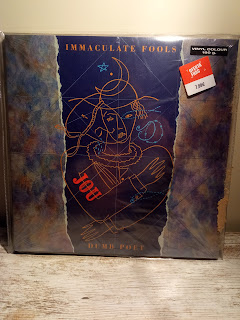 IMMACULATE FOOLS
VINYL COLOUR
180 g.
JOU
DUMB POET